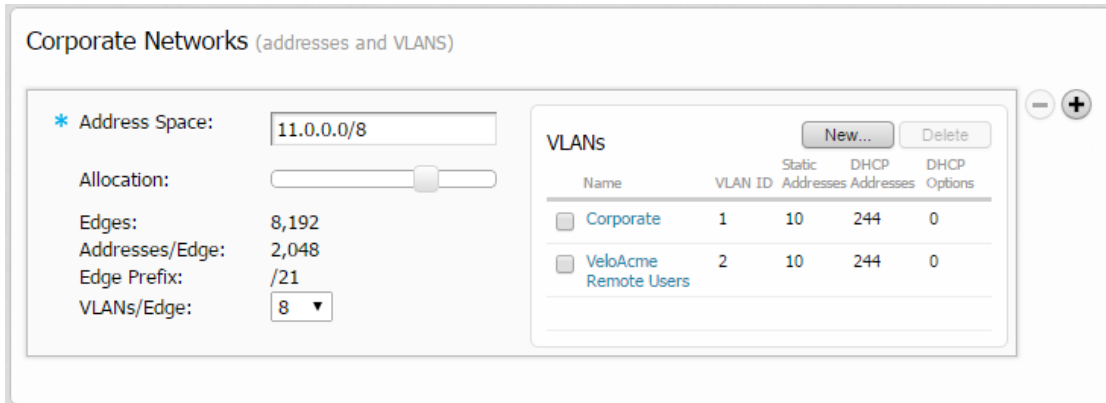 Corporate Networks (addresses and VLANS)
* Address Space: 11.0.0.0/8
Allocation:
Edges: 8,192
Addresses/Edge: 2,048
Edge Prefix: /21
VLANs/Edge: 8
VLANs New... Delete
Name VLAN ID Static Addresses DHCP Addresses DHCP Options
Corporate 1 10 244 0
VeloAcme 2 10 244 0
Remote Users